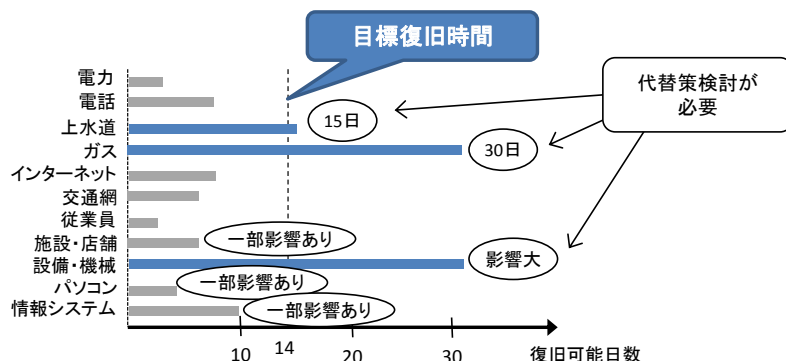 目標復旧時間
代替策検討が
必要
電力
電話
上水道
15日
ガス
30日
インターネット
交通網
従業員
施設・店舗
一部影響あり
設備・機械
影響大
パソコン
一部影響あり
情報システム
一部影響あり
10
14
20
30
復旧可能日数